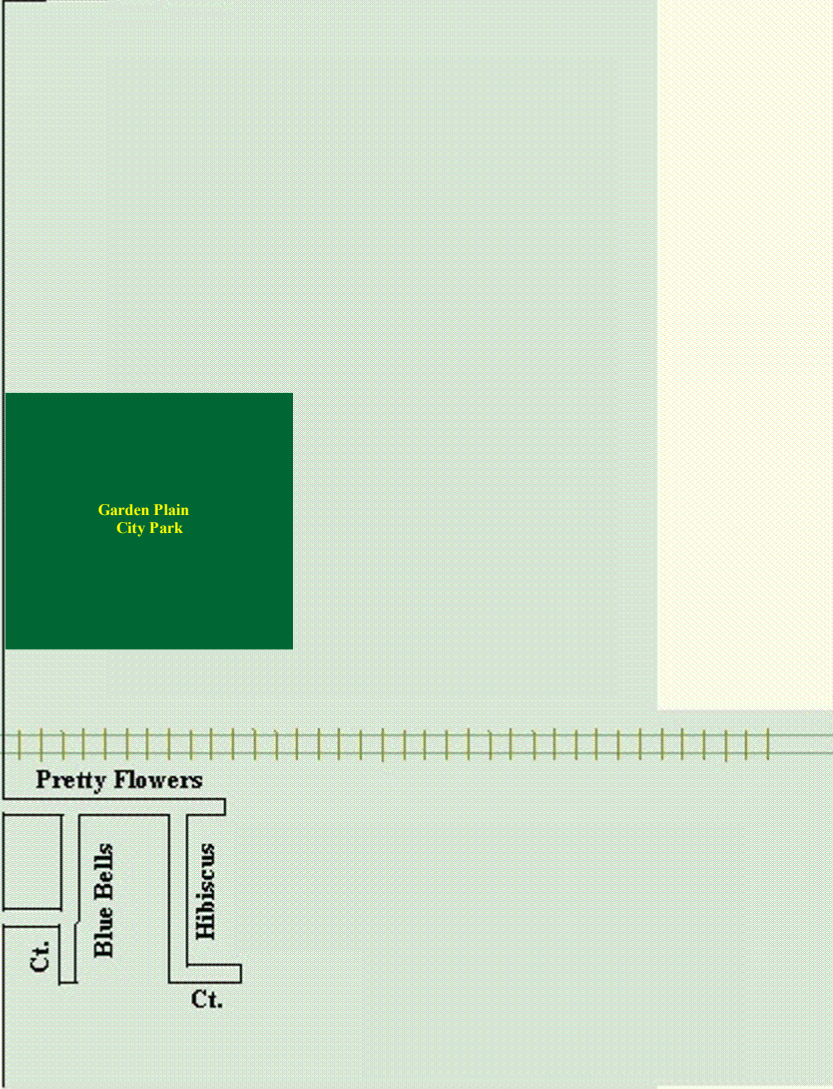 Garden Plain
City Park
Pretty Flowers
Blue Bells
Hibiscus
Ct.
Ct.